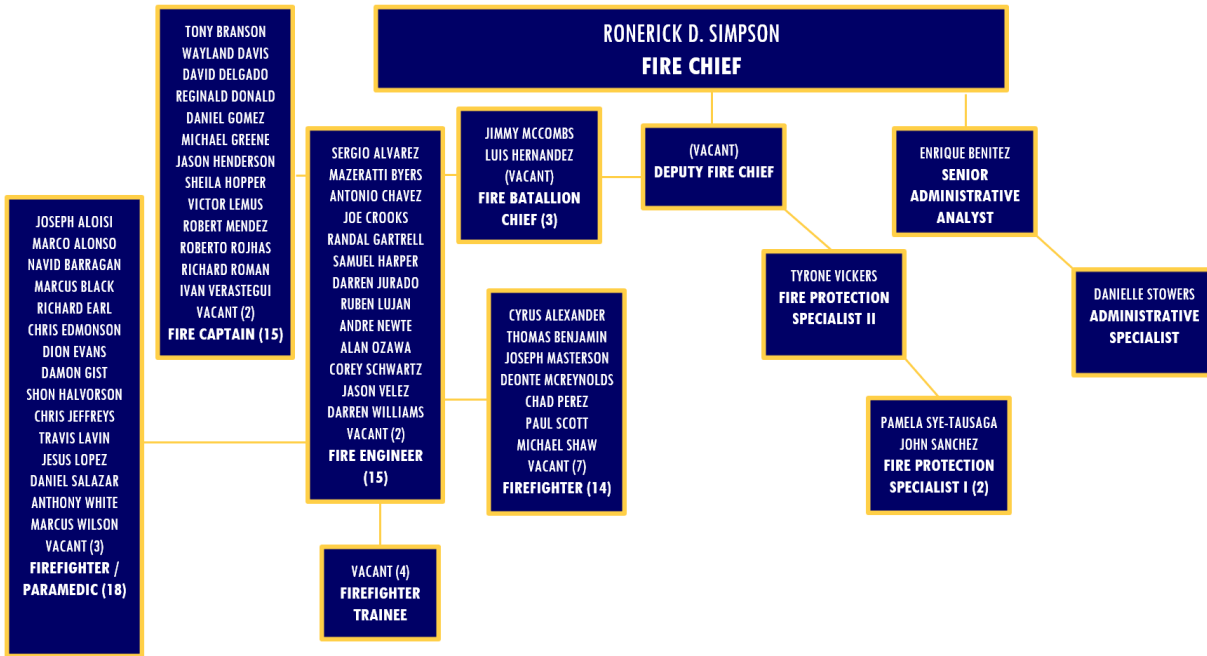 RONERICK D. SIMPSON
FIRE CHIEF
TONY BRANSON
WAYLAND DAVIS
DAVID DELGADO
REGINALD DONALD
DANIEL GOMEZ
MICHAEL GREENE
JASON HENDERSON
SHEILA HOPPER
VICTOR LEMUS
ROBERT MENDEZ
ROBERTO ROJHAS
RICHARD ROMAN
IVAN VERASTEGUI
VACANT (2)
FIRE CAPTAIN (15)
JIMMY MCCOMBS
LUIS HERNANDEZ
(VACANT)
FIRE BATALLION
CHIEF (3)
(VACANT)
DEPUTY FIRE CHIEF
ENRIQUE BENITEZ
SENIOR
ADMINISTRATIVE
ANALYST
SERGIO ALVAREZ
MAZERATTI BYERS
ANTONIO CHAVEZ
JOE CROOKS
RANDAL GARTRELL
SAMUEL HARPER
DARREN JURADO
RUBEN LUJAN
ANDRE NEWTE
ALAN OZAWA
COREY SCHWARTZ
JASON VELEZ
DARREN WILLIAMS
VACANT (2)
FIRE ENGINEER
(15)
JOSEPH ALOISI
MARCO ALONSO
NAVID BARRAGAN
MARCUS BLACK
RICHARD EARL
CHRIS EDMONSON
DION EVANS
DAMON GIST
SHON HALVORSON
CHRIS JEFFREYS
TRAVIS LAVIN
JESUS LOPEZ
DANIEL SALAZAR
ANTHONY WHITE
MARCUS WILSON
VACANT (3)
FIREFIGHTER /
PARAMEDIC (18)
TYRONE VICKERS
FIRE PROTECTION
SPECIALIST II
DANIELLE STOWERS
ADMINISTRATIVE
SPECIALIST
CYRUS ALEXANDER
THOMAS BENJAMIN
JOSEPH MASTERSON
DEONTE MCREYNOLDS
CHAD PEREZ
PAUL SCOTT
MICHAEL SHAW
VACANT (7)
FIREFIGHTER (14)
PAMELA SYE-TAUSAGA
JOHN SANCHEZ
FIRE PROTECTION
SPECIALIST I (2)
VACANT (4)
FIREFIGHTER
TRAINEE